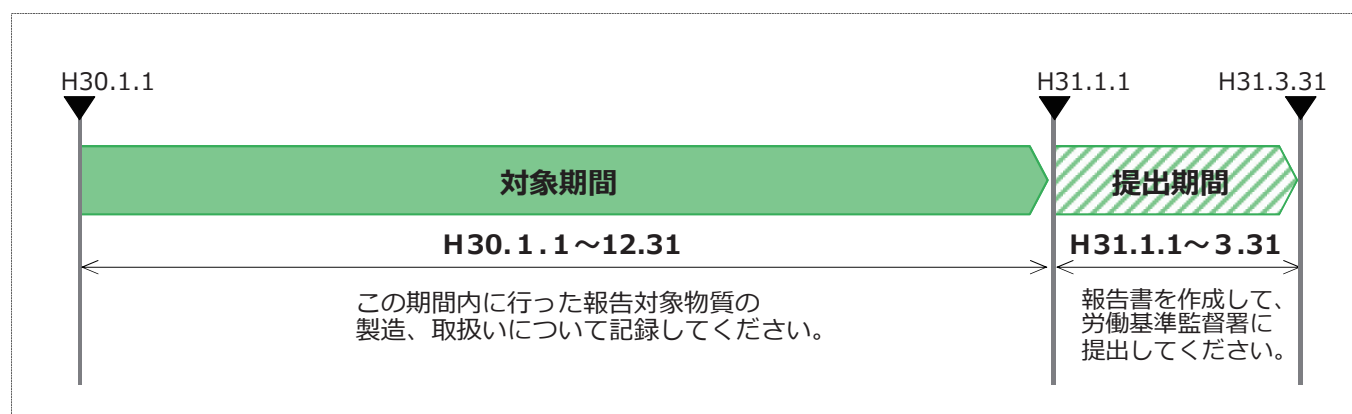 H30.1.1
H31.1.1
H31.3.31
対象期間
提出期間
H30.１.１～12.31
H31.1.1～３.31
この期間内に行った報告対象物質の
製造、取扱いについて記録してください。
報告書を作成して、
労働基準監督署に
提出してください。